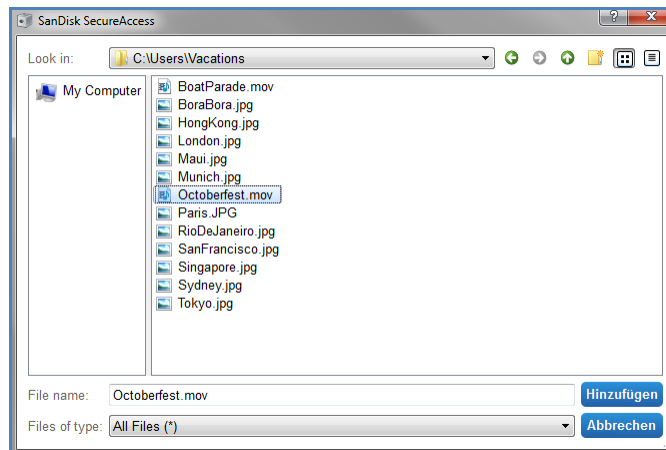 SanDisk SecureAccess
Look in: C:\Users\Vacations
My Computer
BoatParade.mov
BoraBora.jpg
HongKong.jpg
London.jpg
Maui.jpg
Munich.jpg
Octoberfest.mov
Paris.JPG
RioDeJaneiro.jpg
SanFrancisco.jpg
Singapore.jpg
Sydney.jpg
Tokyo.jpg
File name: Octoberfest.mov Hinzufügen
Files of type: All Files (*) Abbrechen